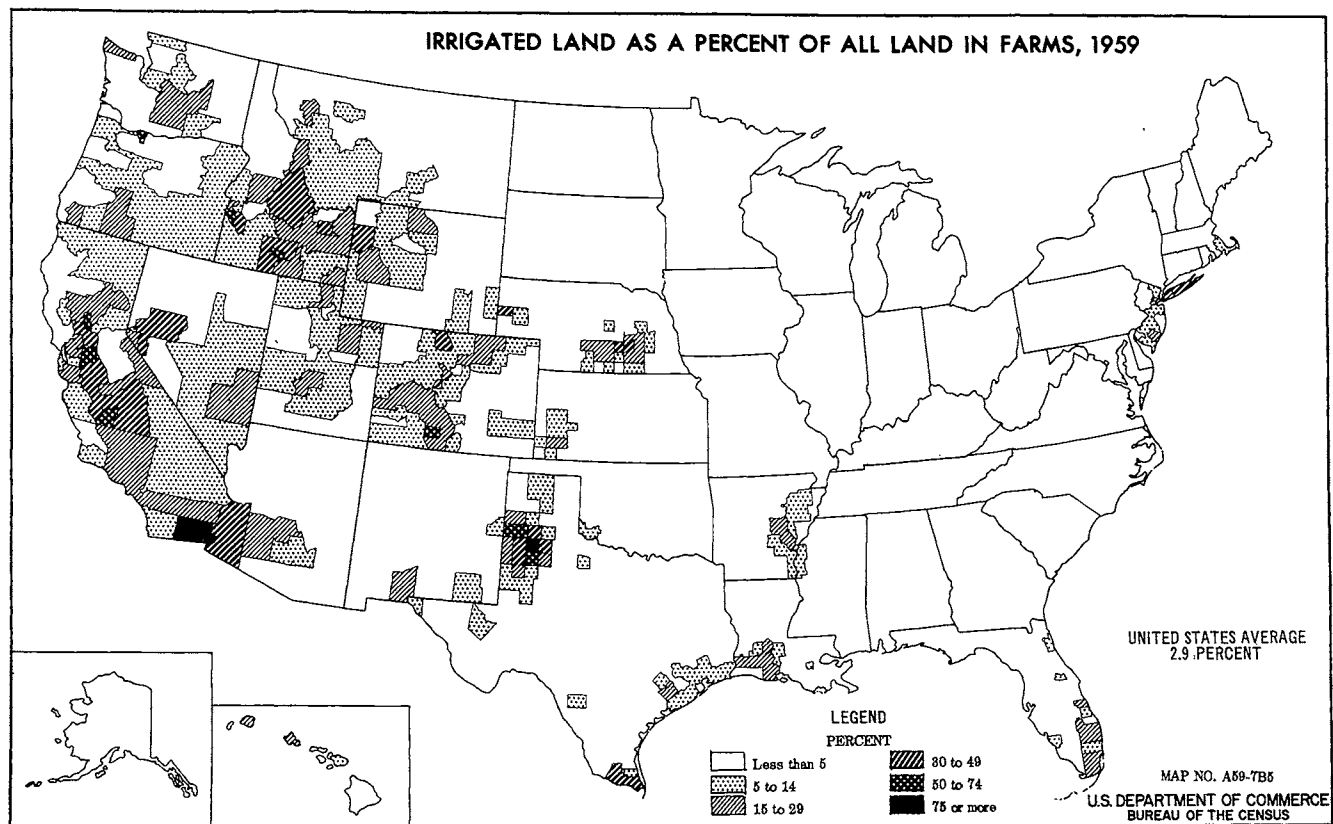 IRRIGATED LAND AS A PERCENT OF ALL LAND IN FARMS, 1959
UNITED STATES AVERAGE
2.9 PERCENT
LEGEND
PERCENT
Less than 5
5 to 14
15 to 29
30 to 49
50 to 74
75 or more
MAP NO. A59-7B5
U.S. DEPARTMENT OF COMMERCE
BUREAU OF THE CENSUS